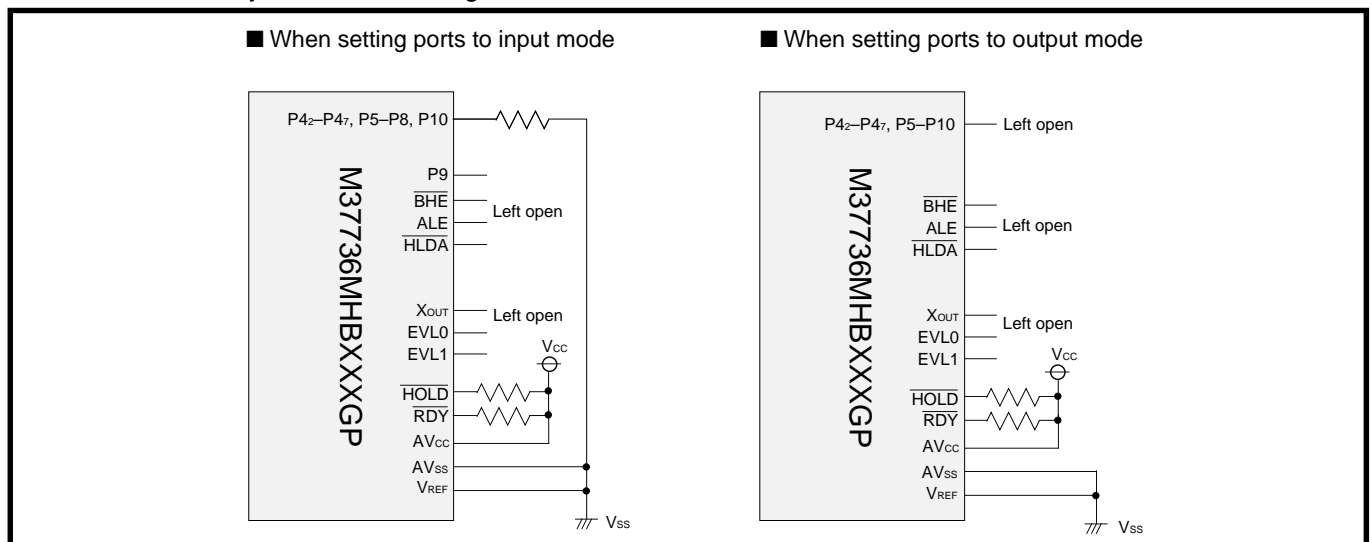 ■ When setting ports to input mode
P42–P47, P5–P8, P10
P9
BHE
ALE
HLDA
Left open
XOUT
EVL0
EVL1
Left open
VCC
HOLD
RDY
AVCC
AVSS
VREF
VSS
M37736MHBXXXGP
■ When setting ports to output mode
P42–P47, P5–P10
Left open
BHE
ALE
HLDA
Left open
XOUT
EVL0
EVL1
Left open
VCC
HOLD
RDY
AVCC
AVSS
VREF
VSS
M37736MHBXXXGP